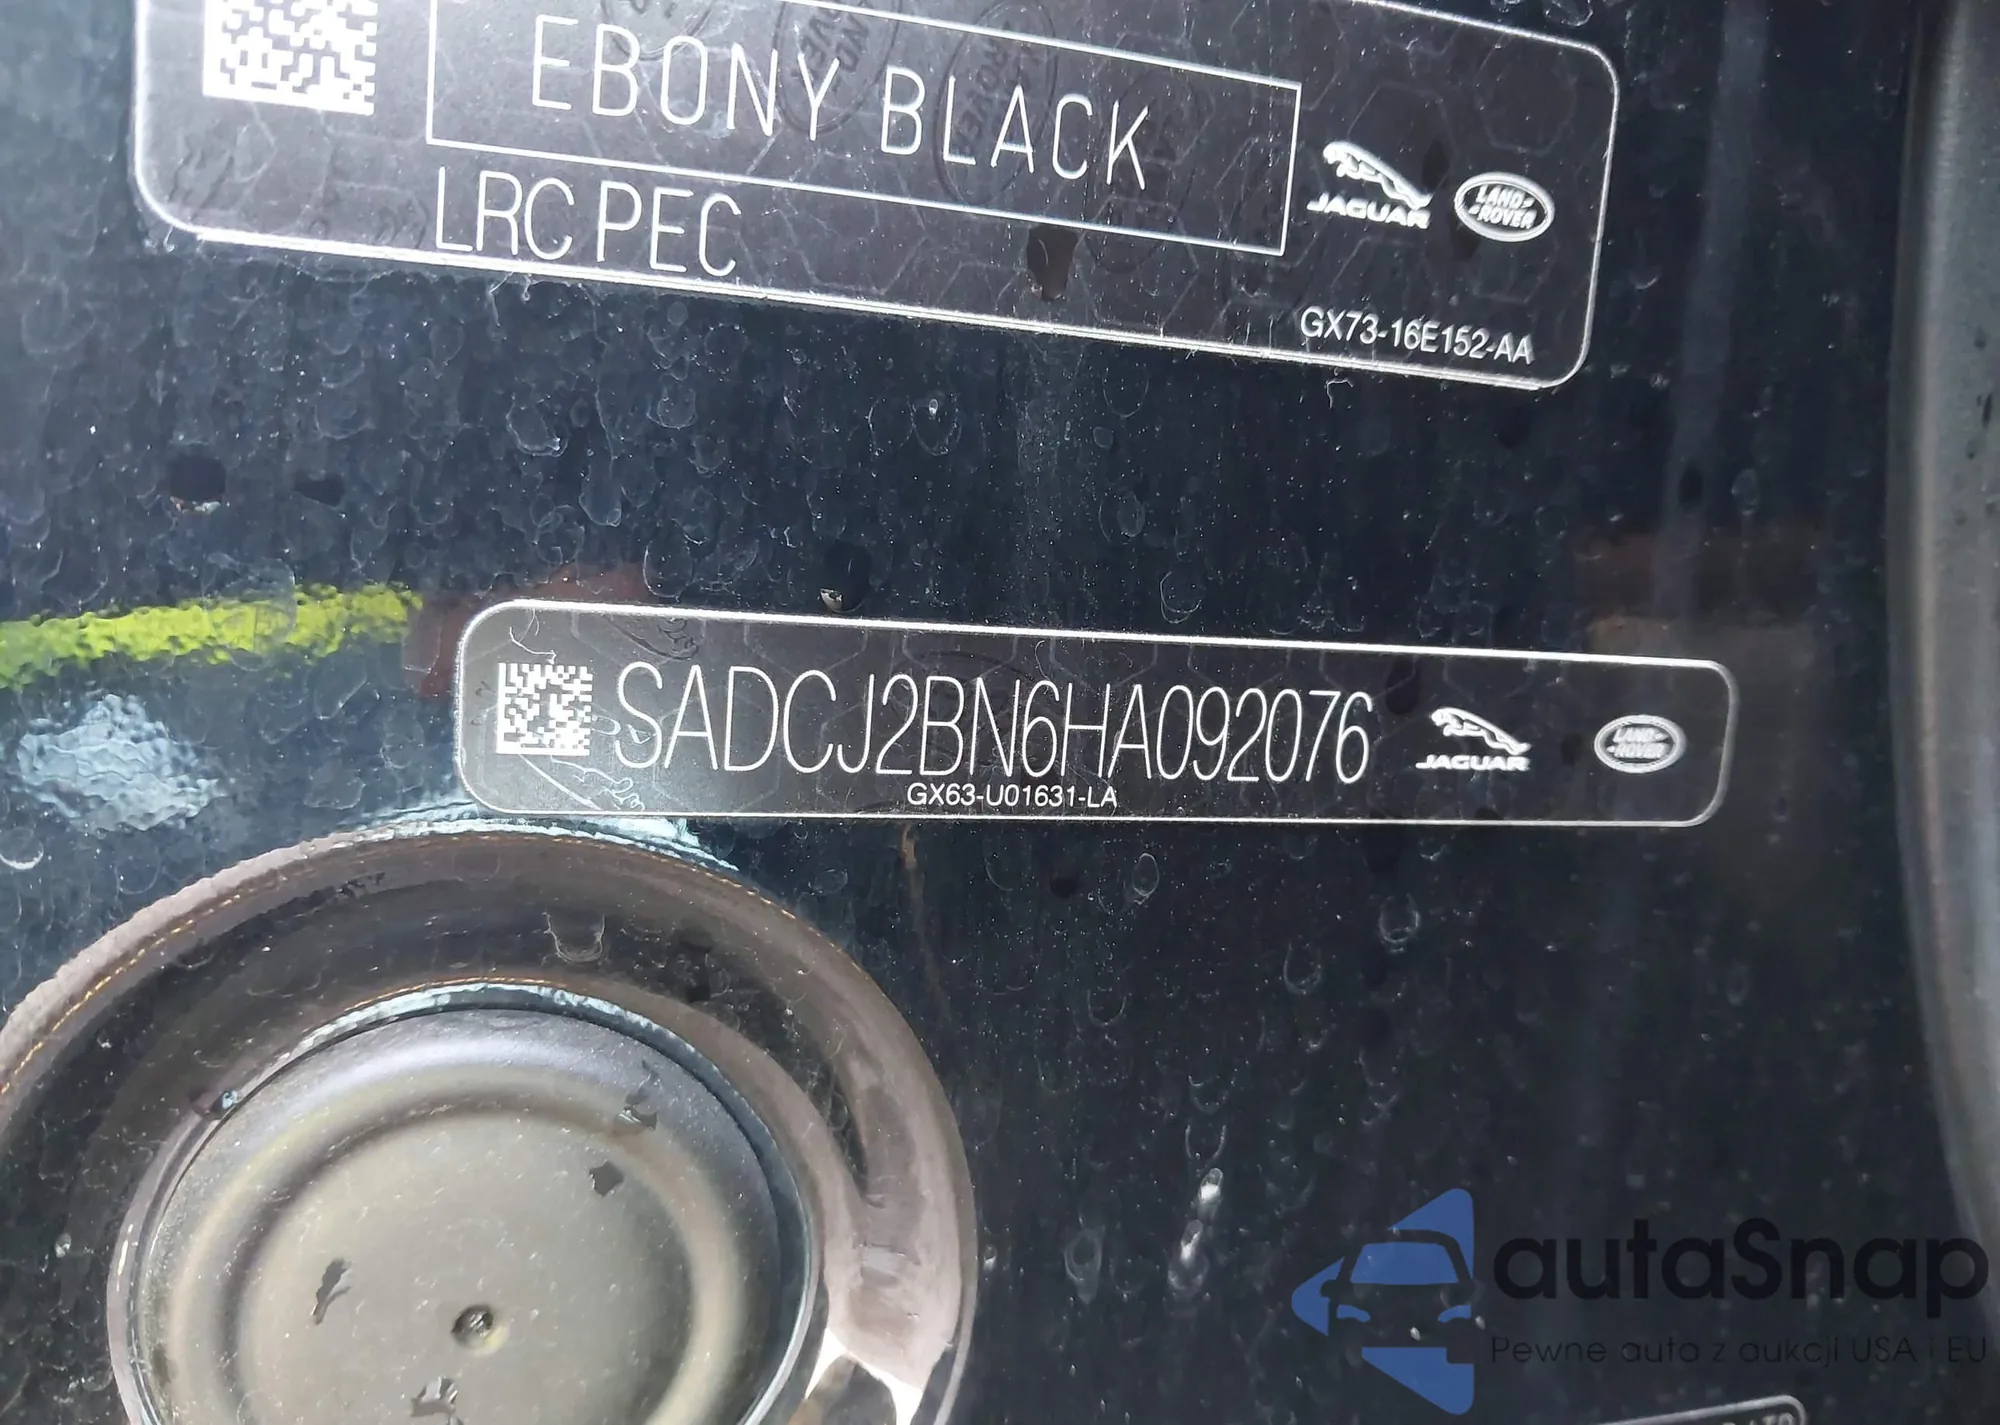 EBONY BLACK
LRC PEC
JAGUAR
LAND-
-ROVER
GX73-16E152-AA
SADCJ2BN6HA092076
GX63-U01631-LA
JAGUAR
LAND-
-ROVER
autaSnap
Pewne auta z aukcji USA i EU